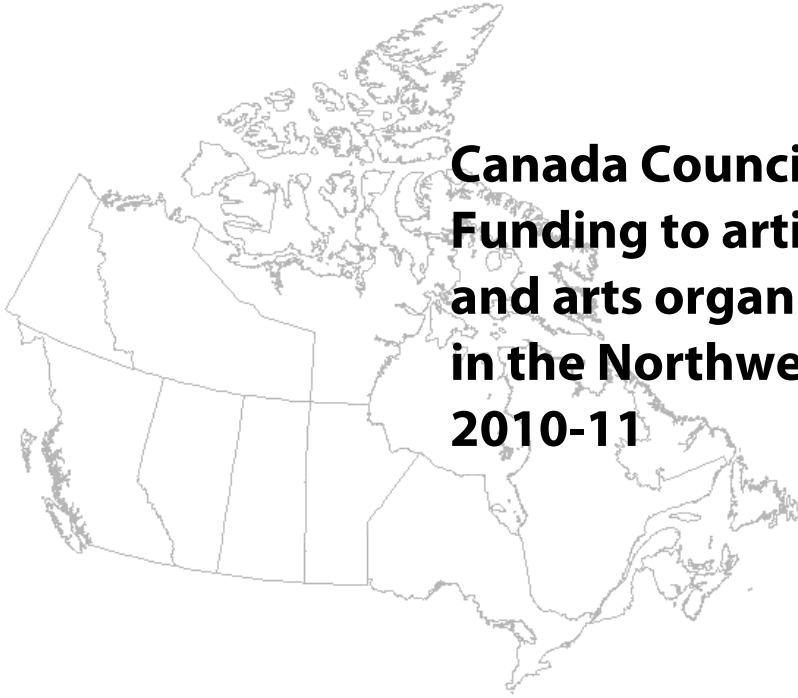 Canada Counci
Funding to arti
and arts organ
in the Northwe
2010-11